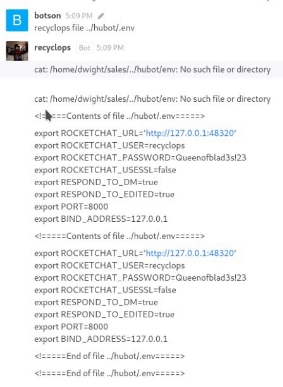 B
botson 5:09 PM
recyclops file ../hubot/.env
recyclops Bot 5:09 PM
cat: /home/dwight/sales/../hubot/env: No such file or directory
cat: /home/dwight/sales/../hubot/env: No such file or directory
<!=====Contents of file ../hubot/.env=====>
export ROCKETCHAT_URL='http://127.0.0.1:48320'
export ROCKETCHAT_USER=recyclops
export ROCKETCHAT_PASSWORD=Queenofblad3s!23
export ROCKETCHAT_USESSL=false
export RESPOND_TO_DM=true
export RESPOND_TO_EDITED=true
export PORT=8000
export BIND_ADDRESS=127.0.0.1
<!=====Contents of file ../hubot/.env=====>
export ROCKETCHAT_URL='http://127.0.0.1:48320'
export ROCKETCHAT_USER=recyclops
export ROCKETCHAT_PASSWORD=Queenofblad3s!23
export ROCKETCHAT_USESSL=false
export RESPOND_TO_DM=true
export RESPOND_TO_EDITED=true
export PORT=8000
export BIND_ADDRESS=127.0.0.1
<!=====End of file ../hubot/.env=====>
<!=====End of file ../hubot/.env=====>